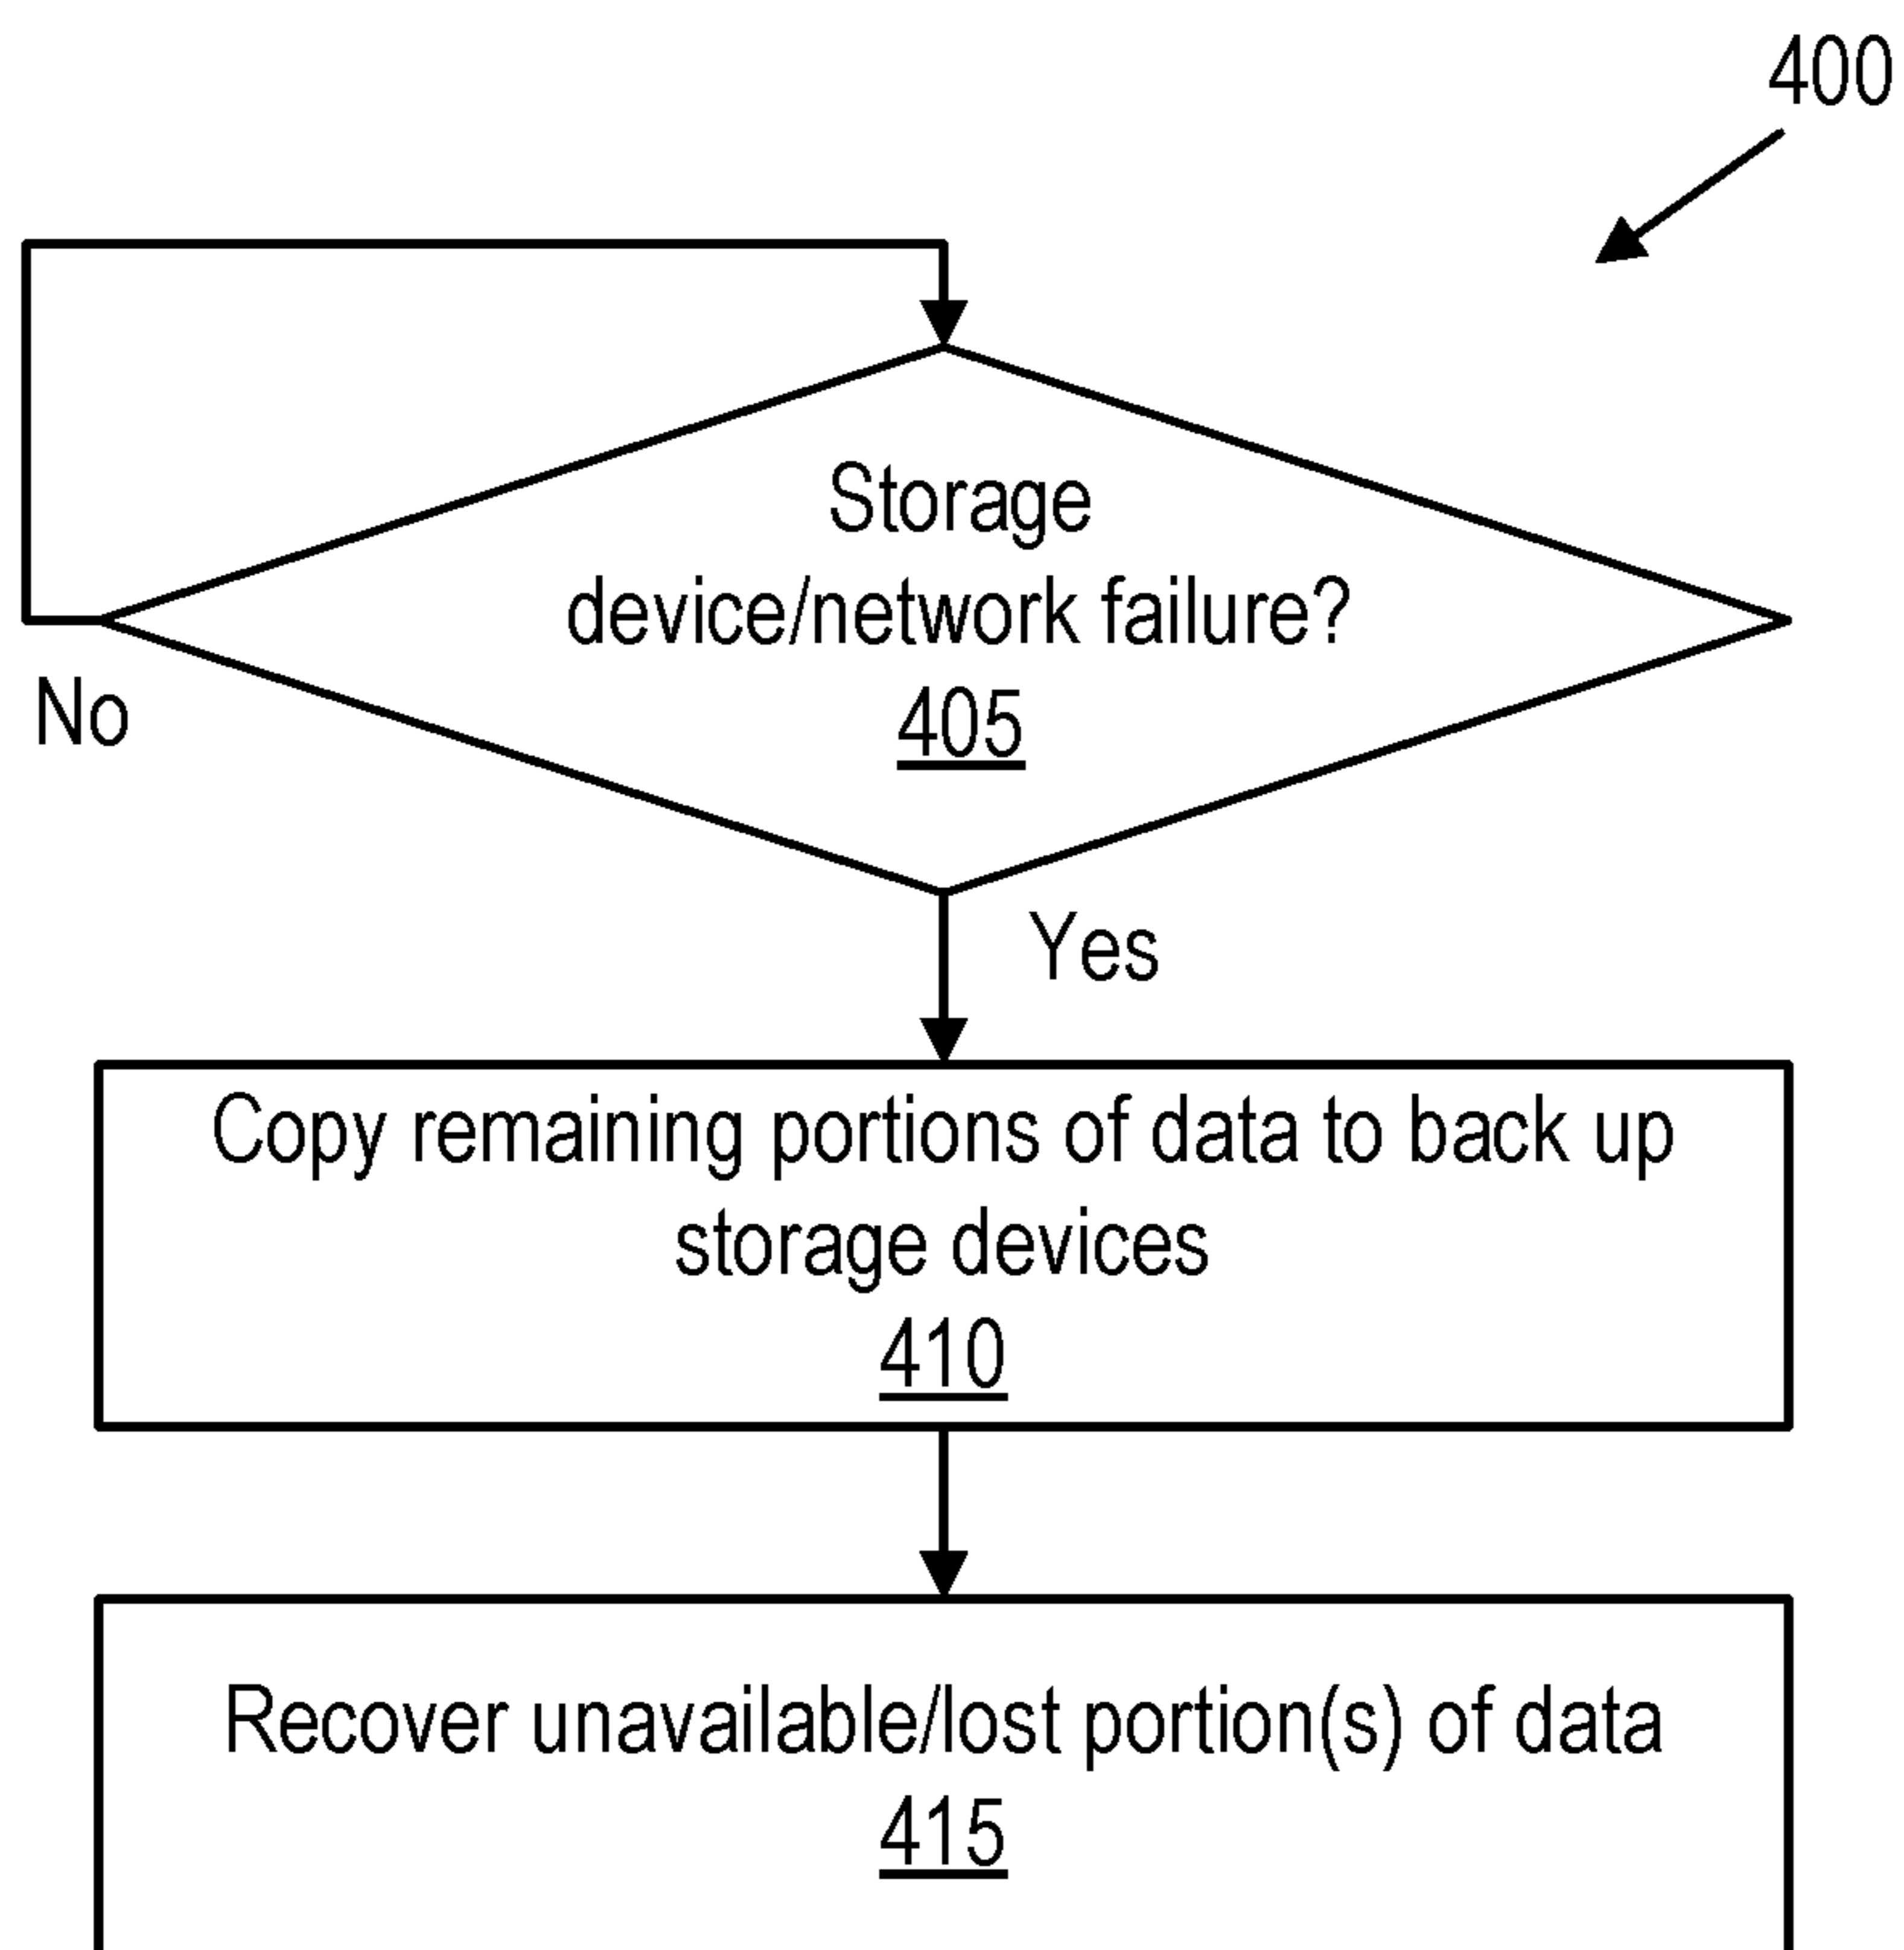 400
Storage
device/network failure?
405
No
Yes
Copy remaining portions of data to back up
storage devices
410
Recover unavailable/lost portion(s) of data
415